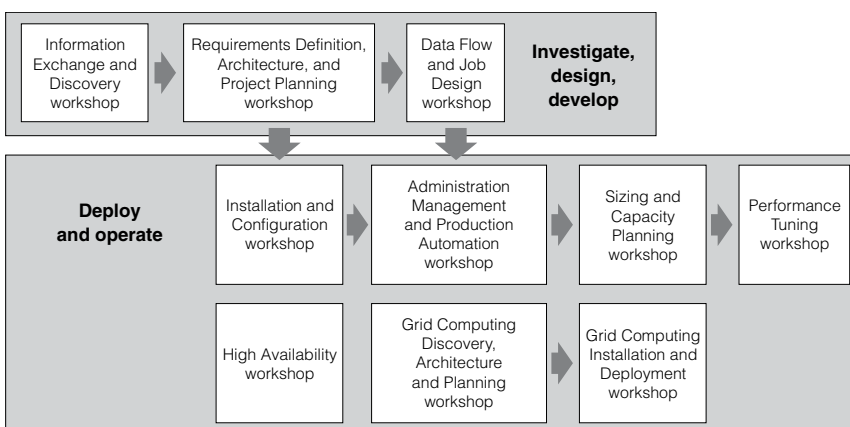 Information
Exchange and
Discovery
workshop
Requirements Definition,
Architecture, and
Project Planning
workshop
Data Flow
and Job
Design
workshop
Investigate,
design,
develop
Deploy
and operate
Installation and
Configuration
workshop
Administration
Management
and Production
Automation
workshop
Sizing and
Capacity
Planning
workshop
Performance
Tuning
workshop
High Availability
workshop
Grid Computing
Discovery,
Architecture
and Planning
workshop
Grid Computing
Installation and
Deployment
workshop